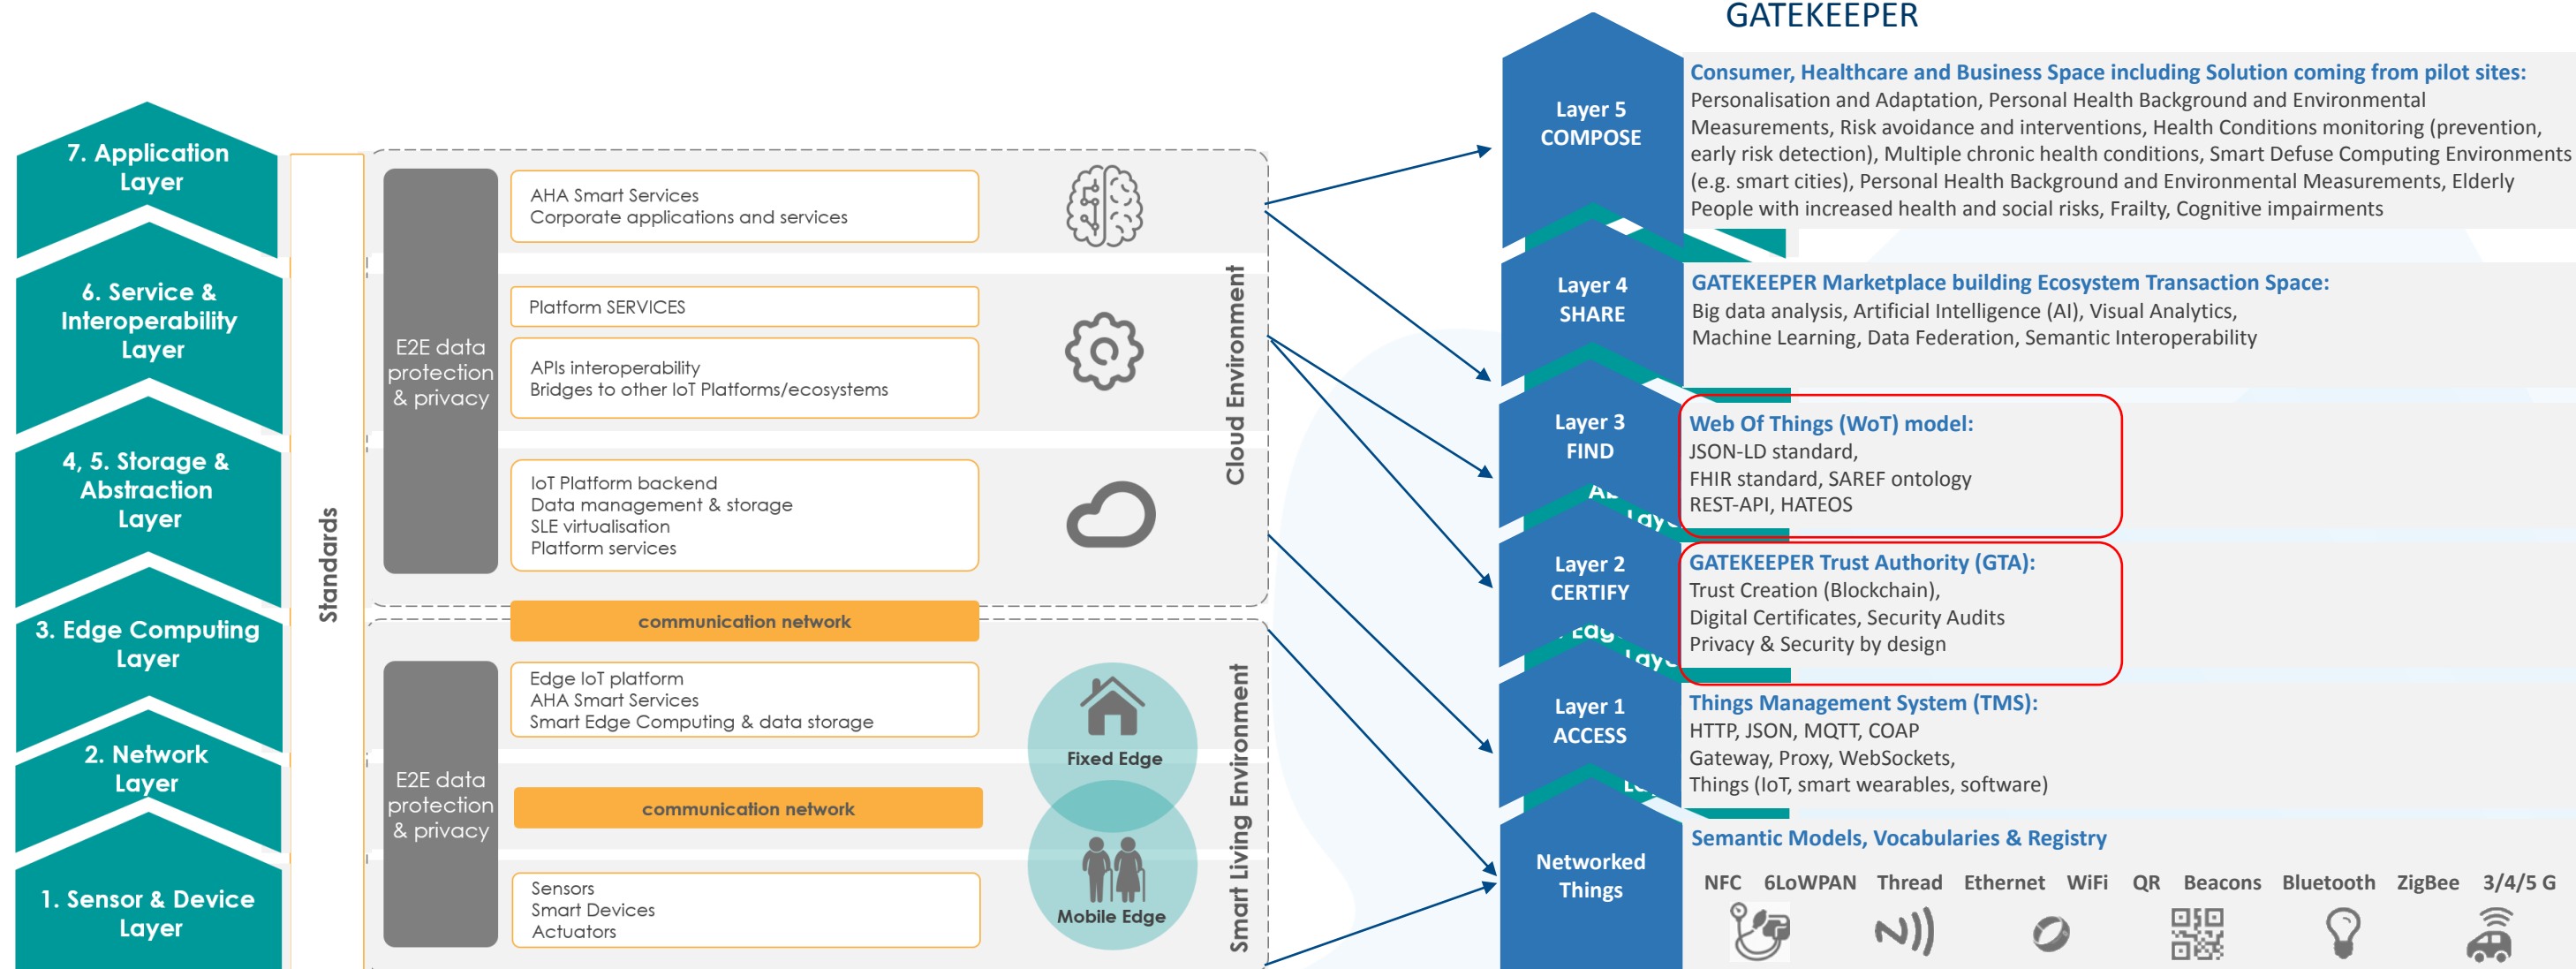 GATEKEEPER
7. Application
Layer
6. Service &
Interoperability
Layer
4, 5. Storage &
Abstraction
Layer
3. Edge Computing
Layer
2. Network
Layer
1. Sensor & Device
Layer
Standards
E2E data
protection
& privacy
AHA Smart Services
Corporate applications and services
Platform SERVICES
APIs interoperability
Bridges to other IoT Platforms/ecosystems
IoT Platform backend
Data management & storage
SLE virtualisation
Platform services
Cloud Environment
communication network
E2E data
protection
& privacy
Edge IoT platform
AHA Smart Services
Smart Edge Computing & data storage
communication network
Sensors
Smart Devices
Actuators
Fixed Edge
Mobile Edge
Smart Living Environment
Layer 5
COMPOSE
Consumer, Healthcare and Business Space including Solution coming from pilot sites:
Personalisation and Adaptation, Personal Health Background and Environmental
Measurements, Risk avoidance and interventions, Health Conditions monitoring (prevention,
early risk detection), Multiple chronic health conditions, Smart Defuse Computing Environments
(e.g. smart cities), Personal Health Background and Environmental Measurements, Elderly
People with increased health and social risks, Frailty, Cognitive impairments
Layer 4
SHARE
GATEKEEPER Marketplace building Ecosystem Transaction Space:
Big data analysis, Artificial Intelligence (AI), Visual Analytics,
Machine Learning, Data Federation, Semantic Interoperability
Layer 3
FIND
Web Of Things (WoT) model:
JSON-LD standard,
FHIR standard, SAREF ontology
REST-API, HATEOS
Layer 2
CERTIFY
GATEKEEPER Trust Authority (GTA):
Trust Creation (Blockchain),
Digital Certificates, Security Audits
Privacy & Security by design
Layer 1
ACCESS
Things Management System (TMS):
HTTP, JSON, MQTT, COAP
Gateway, Proxy, WebSockets,
Things (IoT, smart wearables, software)
Networked
Things
Semantic Models, Vocabularies & Registry
NFC 6LoWPAN Thread Ethernet WiFi QR Beacons Bluetooth ZigBee 3/4/5 G